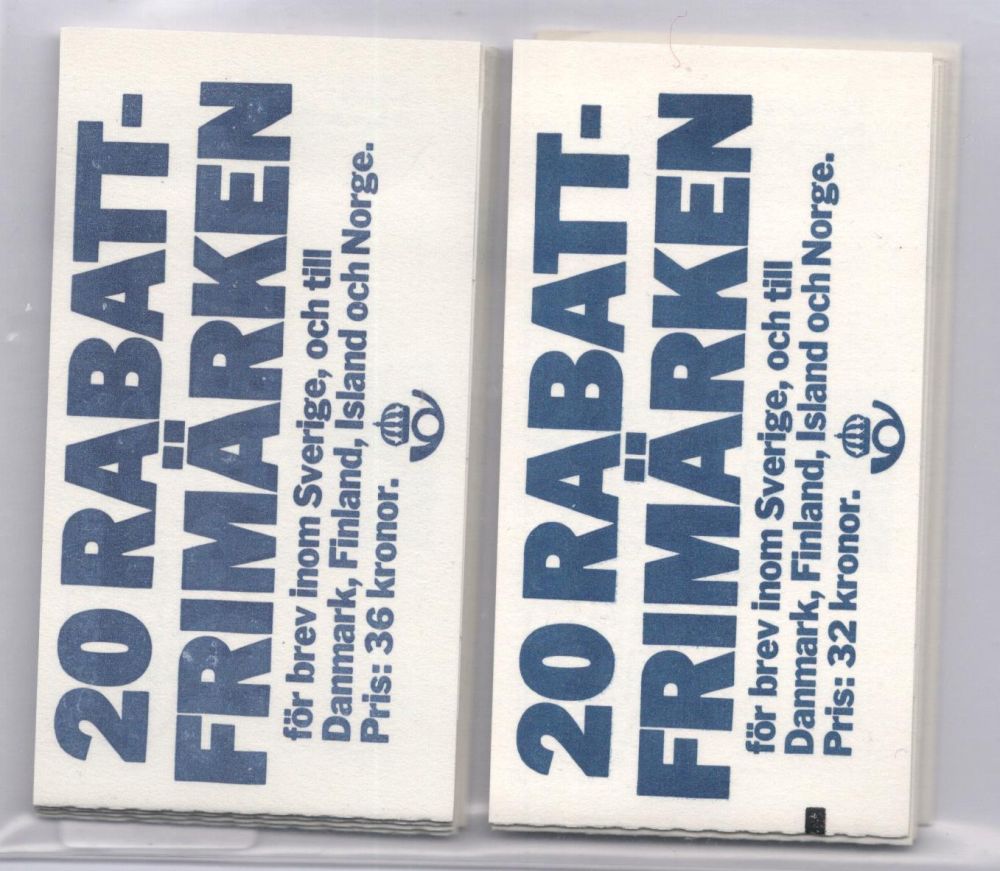 20 RABATT-
FRIMÄRKEN
för brev inom Sverige, och till
Danmark, Finland, Island och Norge.
Pris: 36 kronor.
20 RABATT-
FRIMÄRKEN
för brev inom Sverige, och till
Danmark, Finland, Island och Norge.
Pris: 32 kronor.